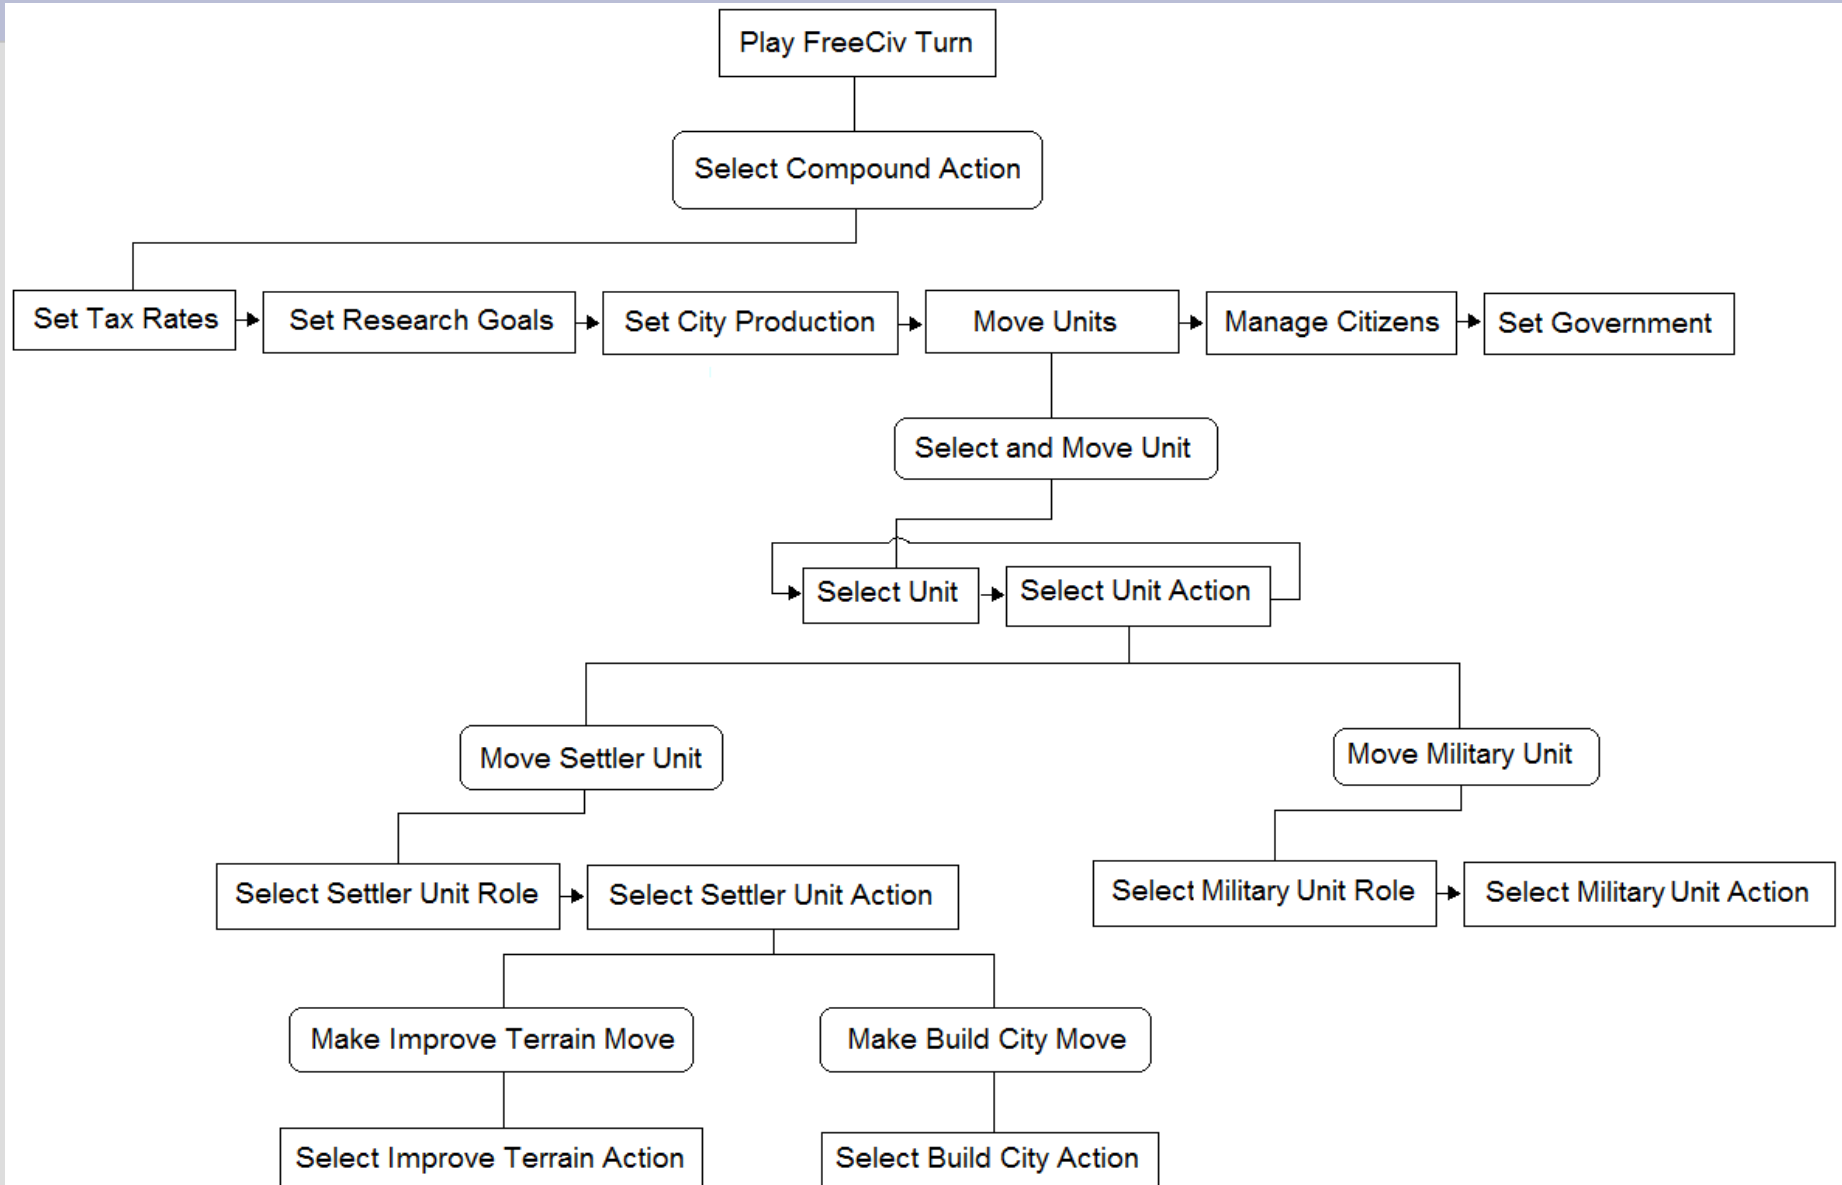 Play FreeCiv Turn
Select Compound Action
Set Tax Rates
Set Research Goals
Set City Production
Move Units
Manage Citizens
Set Government
Select and Move Unit
Select Unit
Select Unit Action
Move Settler Unit
Move Military Unit
Select Settler Unit Role
Select Settler Unit Action
Select Military Unit Role
Select Military Unit Action
Make Improve Terrain Move
Make Build City Move
Select Improve Terrain Action
Select Build City Action